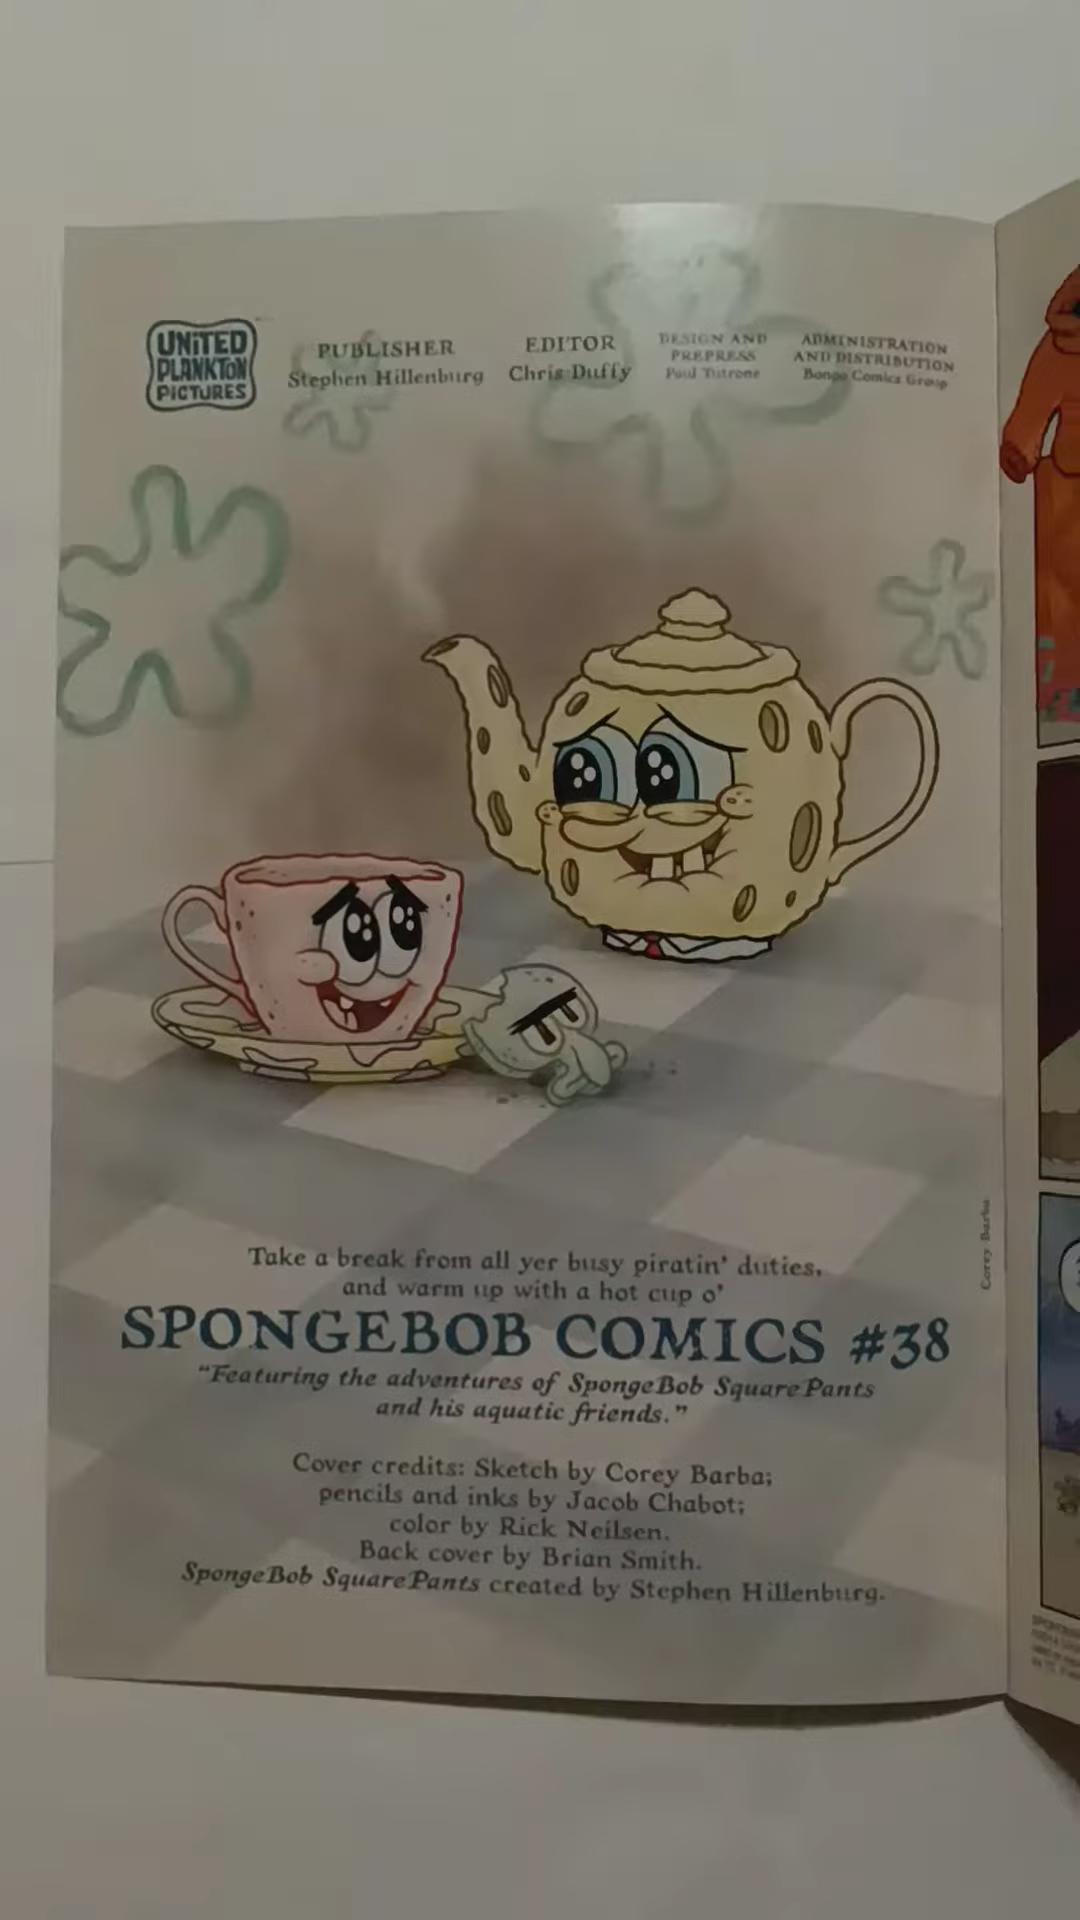 UNITED
PLANKTON
PICTURES
PUBLISHER
Stephen Hillenburg
EDITOR
Chris Duffy
DESIGN AND
PREPRESS
Paul Tutrone
ADMINISTRATION
AND DISTRIBUTION
Bongo Comics Group
Corey Barba
Take a break from all yer busy piratin' duties,
and warm up with a hot cup o'
SPONGEBOB COMICS #38
"Featuring the adventures of SpongeBob SquarePants
and his aquatic friends."
Cover credits: Sketch by Corey Barba;
pencils and inks by Jacob Chabot;
color by Rick Neilsen.
Back cover by Brian Smith.
SpongeBob SquarePants created by Stephen Hillenburg.